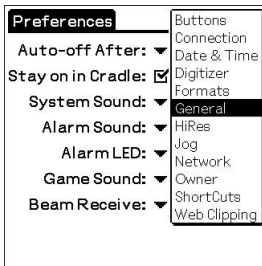 Preferences
Auto-off After:
Stay on in Cradle:
System Sound:
Alarm Sound:
Alarm LED:
Game Sound:
Beam Receive:
Buttons
Connection
Date & Time
Digitizer
Formats
General
HiRes
Jog
Network
Owner
ShortCuts
Web Clipping